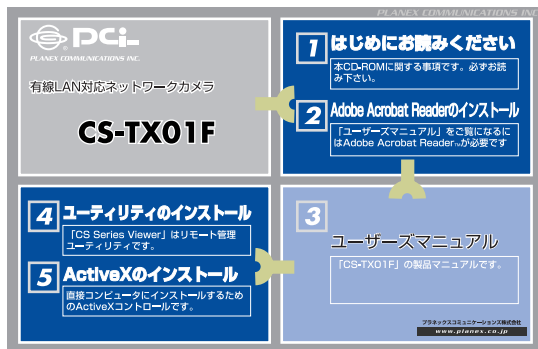 PLANEX COMMUNICATIONS INC
PCi
PLANEX COMMUNICATIONS INC.
有線LAN対応ネットワークカメラ
CS-TX01F
1 はじめにお読みください
本CD-ROMに関する事項です。必ずお読
み下さい。
2 Adobe Acrobat Readerのインストール
「ユーザーズマニュアル」をご覧になるに
はAdobe Acrobat Reader™が必要です
3
ユーザーズマニュアル
「CS-TX01F」の製品マニュアルです。
4 ユーティリティのインストール
「CS Series Viewer」はリモート管理
ユーティリティです。
5 ActiveXのインストール
直接コンピュータにインストールするため
のActiveXコントロールです。
プラネックスコミュニケーションズ株式会社
www.planex.co.jp